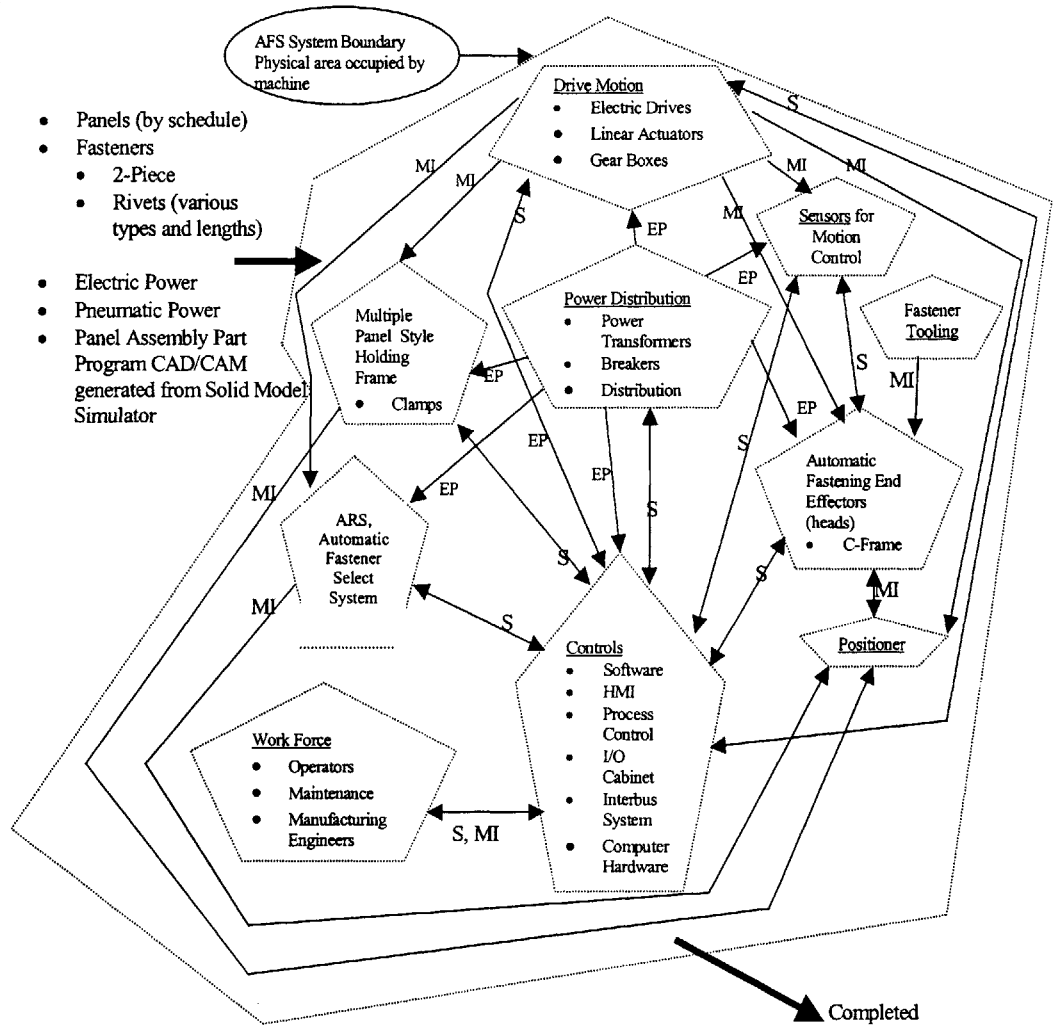 AFS System Boundary
Physical area occupied by
machine
• Panels (by schedule)
• Fasteners
• 2-Piece
• Rivets (various
types and lengths)
• Electric Power
• Pneumatic Power
• Panel Assembly Part
Program CAD/CAM
generated from Solid Model
Simulator
Drive Motion
• Electric Drives
• Linear Actuators
• Gear Boxes
S
MI
MI
MI
MI
S
MI
EP
EP
Sensors for
Motion
Control
Power Distribution
• Power
Transformers
• Breakers
• Distribution
Fastener
Tooling
Multiple
Panel Style
Holding
Frame
• Clamps
EP
S
MI
EP
S
EP
EP
EP
S
MI
Automatic
Fastening End
Effectors
(heads)
• C-Frame
ARS,
Automatic
Fastener
Select
System
MI
S
S
MI
S
Positioner
Controls
• Software
• HMI
• Process
Control
• I/O
Cabinet
• Interbus
System
• Computer
Hardware
Work Force
• Operators
• Maintenance
• Manufacturing
Engineers
S, MI
Completed